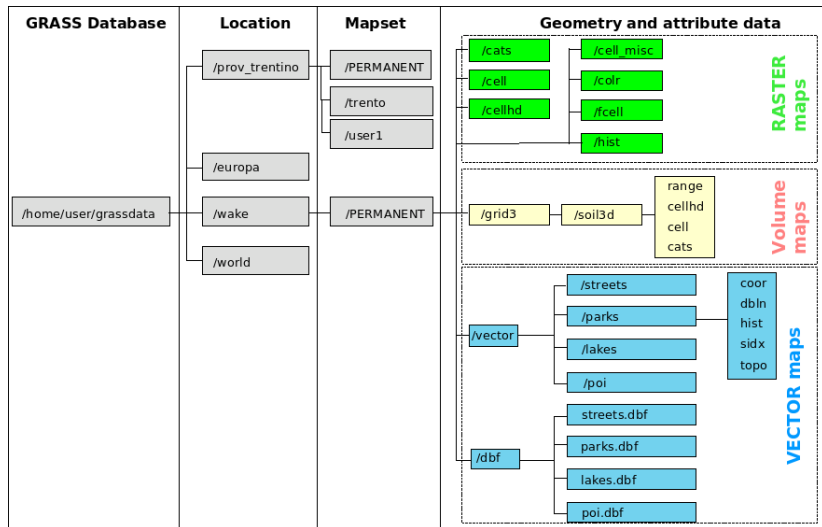 GRASS Database
Location
Mapset
Geometry and attribute data
/home/user/grassdata
/prov_trentino
/europa
/wake
/world
/PERMANENT
/trento
/user1
/PERMANENT
/cats
/cell
/cellhd
/cell_misc
/colr
/fcell
/hist
RASTER
maps
/grid3
/soil3d
range
cellhd
cell
cats
Volume
maps
/vector
/streets
/parks
/lakes
/poi
coor
dbln
hist
sidx
topo
/dbf
streets.dbf
parks.dbf
lakes.dbf
poi.dbf
VECTOR maps